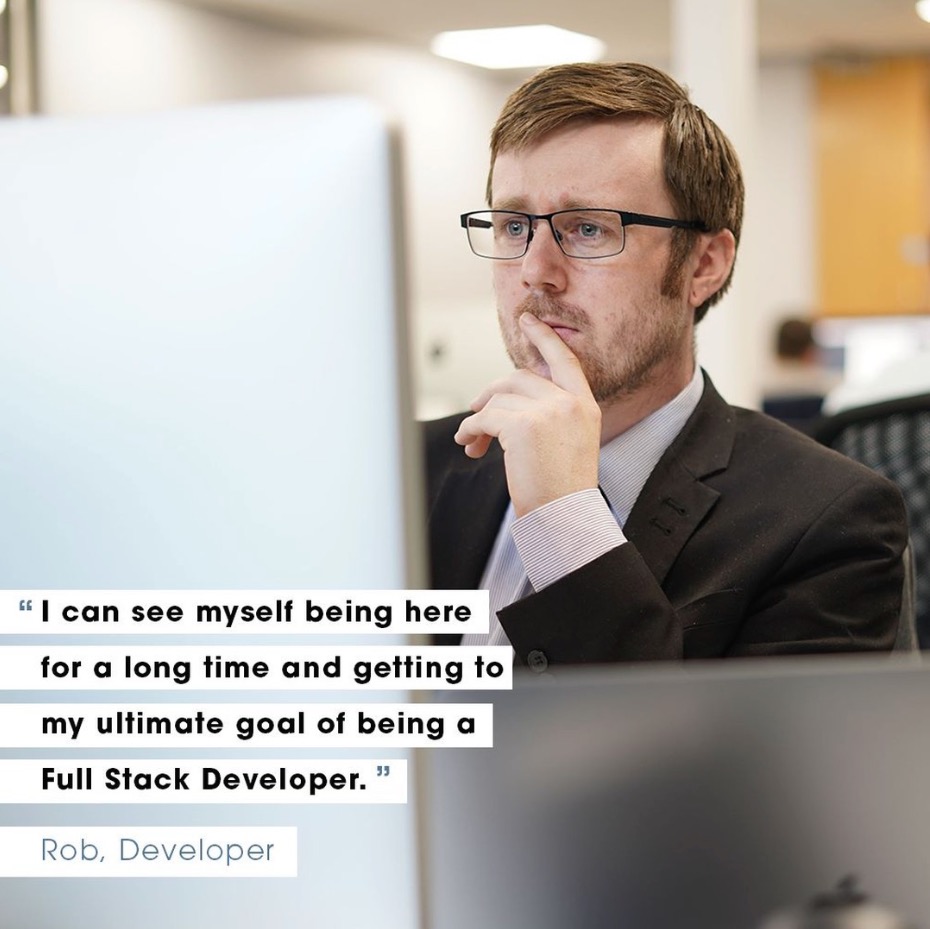 “ I can see myself being here
for a long time and getting to
my ultimate goal of being a
Full Stack Developer. ”
Rob, Developer